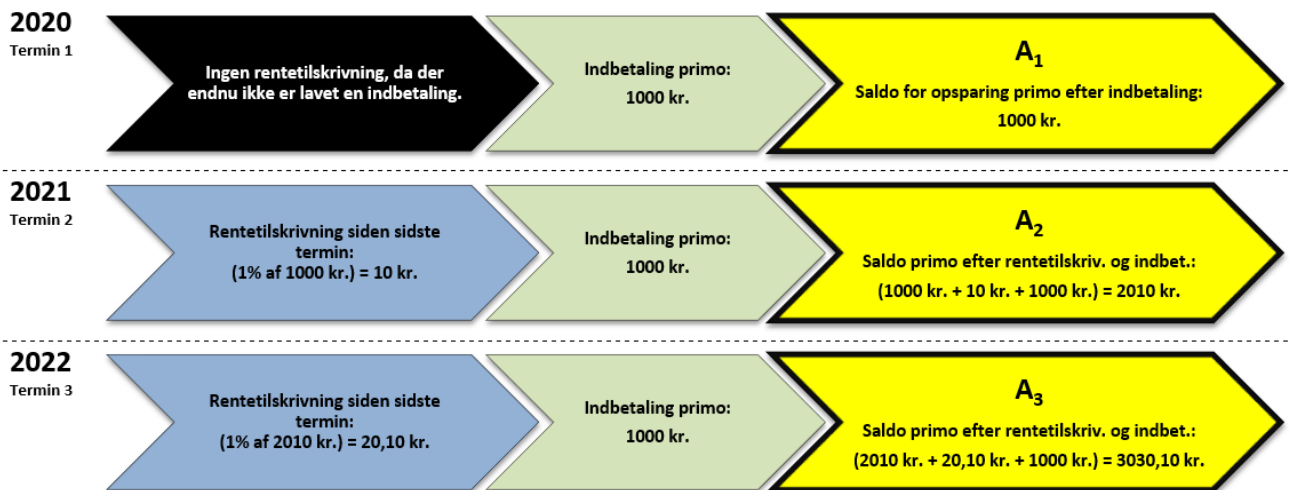 2020
Termin 1
Ingen rentetilskrivning, da der
endnu ikke er lavet en indbetaling.
Indbetaling primo:
1000 kr.
A₁
Saldo for opsparing primo efter indbetaling:
1000 kr.
2021
Termin 2
Rentetilskrivning siden sidste
termin:
(1% af 1000 kr.) = 10 kr.
Indbetaling primo:
1000 kr.
A₂
Saldo primo efter rentetilskriv. og indbet.:
(1000 kr. + 10 kr. + 1000 kr.) = 2010 kr.
2022
Termin 3
Rentetilskrivning siden sidste
termin:
(1% af 2010 kr.) = 20,10 kr.
Indbetaling primo:
1000 kr.
A₃
Saldo primo efter rentetilskriv. og indbet.:
(2010 kr. + 20,10 kr. + 1000 kr.) = 3030,10 kr.